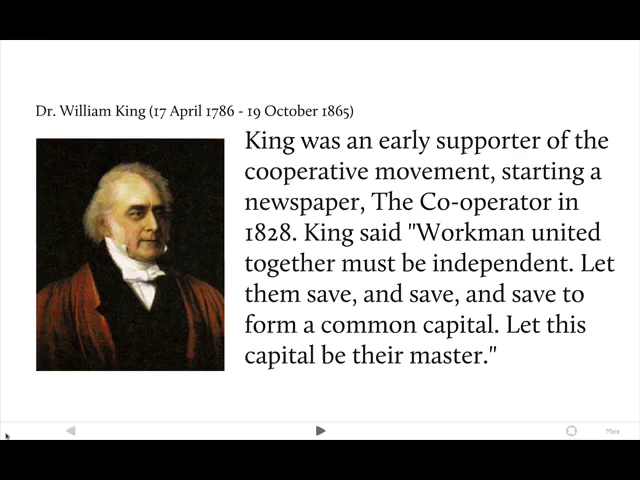 Dr. William King (17 April 1786 - 19 October 1865)
King was an early supporter of the
cooperative movement, starting a
newspaper, The Co-operator in
1828. King said "Workman united
together must be independent. Let
them save, and save, and save to
form a common capital. Let this
capital be their master."
More